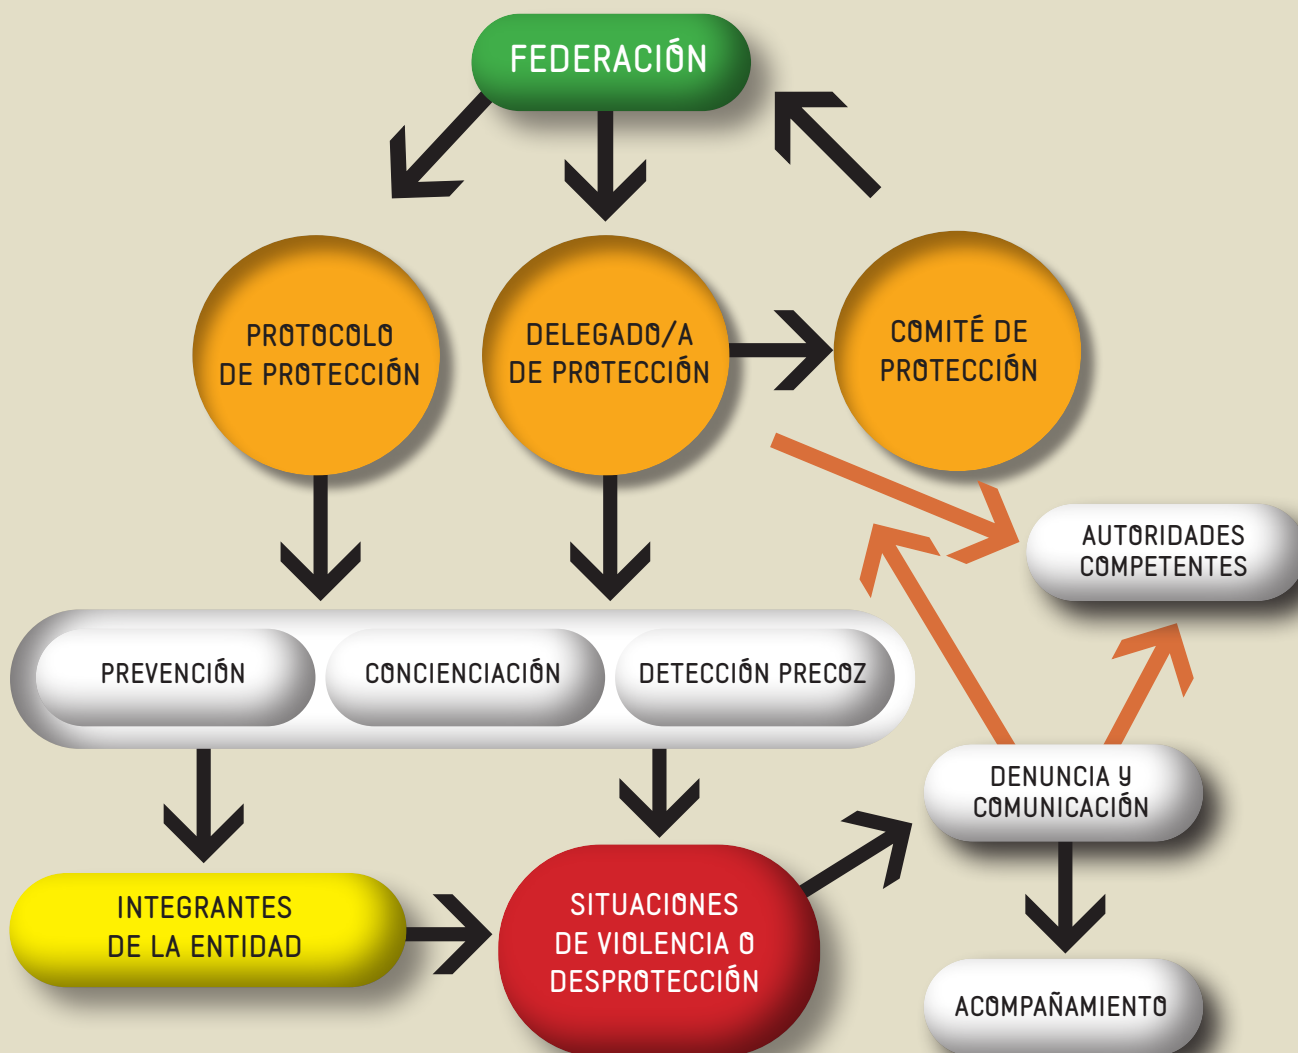 FEDERACIÓN
PROTOCOLO
DE PROTECCIÓN
DELEGADO/A
DE PROTECCIÓN
COMITÉ DE
PROTECCIÓN
AUTORIDADES
COMPETENTES
PREVENCIÓN
CONCIENCIACIÓN
DETECCIÓN PRECOZ
DENUNCIA Y
COMUNICACIÓN
INTEGRANTES
DE LA ENTIDAD
SITUACIONES
DE VIOLENCIA O
DESPROTECCIÓN
ACOMPAÑAMIENTO